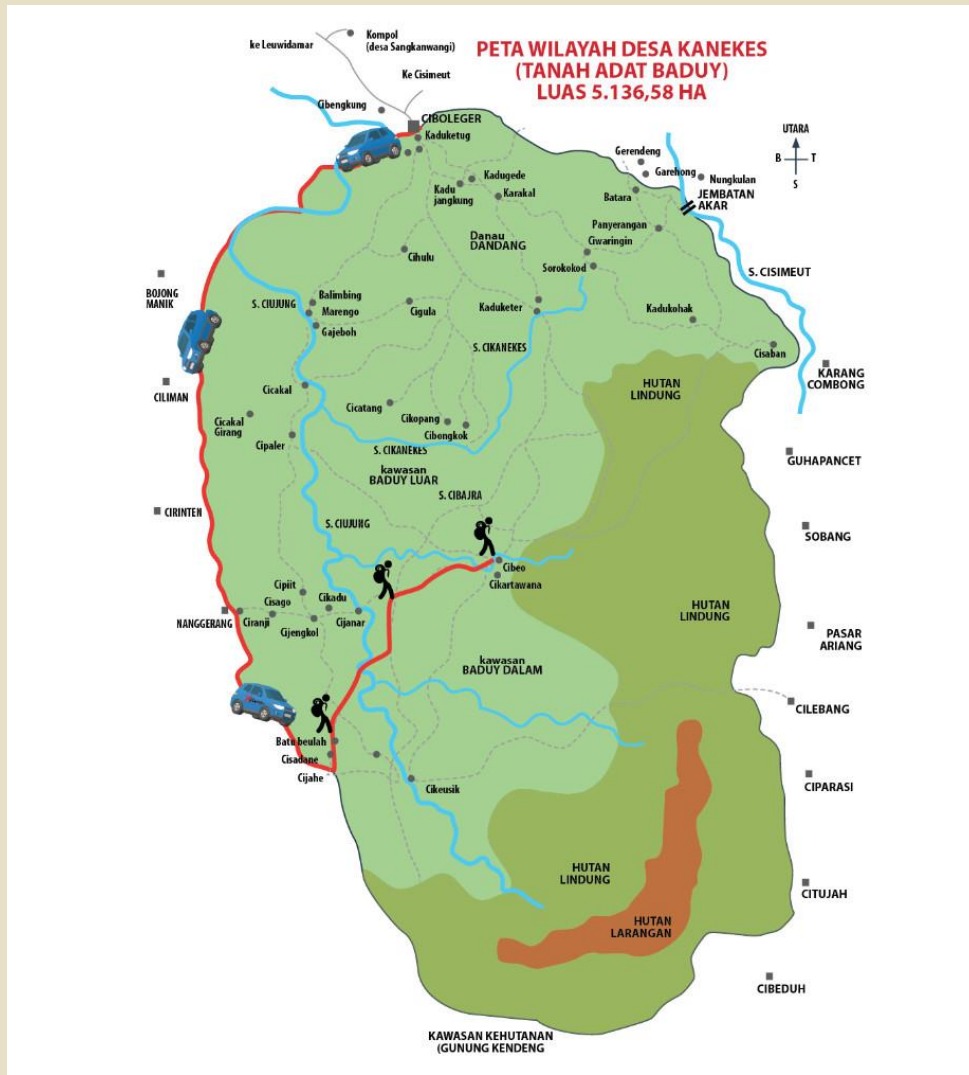 PETA WILAYAH DESA KANEKES
(TANAH ADAT BADUY)
LUAS 5.136,58 HA
ke Leuwidamar
Kompol
(desa Sangkanwangi)
Ke Cisimeut
Cibengkung
CIBOLEGER
Kaduketug
UTARA
B
T
S
Gerendeng
Garehong
Nungkulan
JEMBATAN
AKAR
Kadugede
Kadu
jangkung
Karakal
Batara
Panyerangan
Danau
DANDANG
Ciwaringin
Cihulu
Sorokokod
S. CISIMEUT
BOJONG
MANIK
S. CIUJUNG
Balimbing
Marengo
Gajeboh
Cigula
Kaduketer
Kadukohak
S. CIKANEKES
Cisaban
KARANG
COMBONG
HUTAN
LINDUNG
CILIMAN
Cicakal
Cicakal
Girang
Cicatang
Cikopang
Cibongkok
Cipaler
S. CIKANEKES
kawasan
BADUY LUAR
GUHAPANCET
S. CIBAJRA
CIRINTEN
S. CIUJUNG
SOBANG
Cibeo
Cikartawana
Cipiit
Cisago
Cikadu
NANGGERANG
Ciranji
Cijengkol
Cijanar
HUTAN
LINDUNG
PASAR
ARIANG
kawasan
BADUY DALAM
CILEBANG
Batu beulah
Cisadane
Cijahe
Cikeusik
CIPARASI
HUTAN
LINDUNG
CITUJAH
HUTAN
LARANGAN
CIBEDUH
KAWASAN KEHUTANAN
(GUNUNG KENDENG